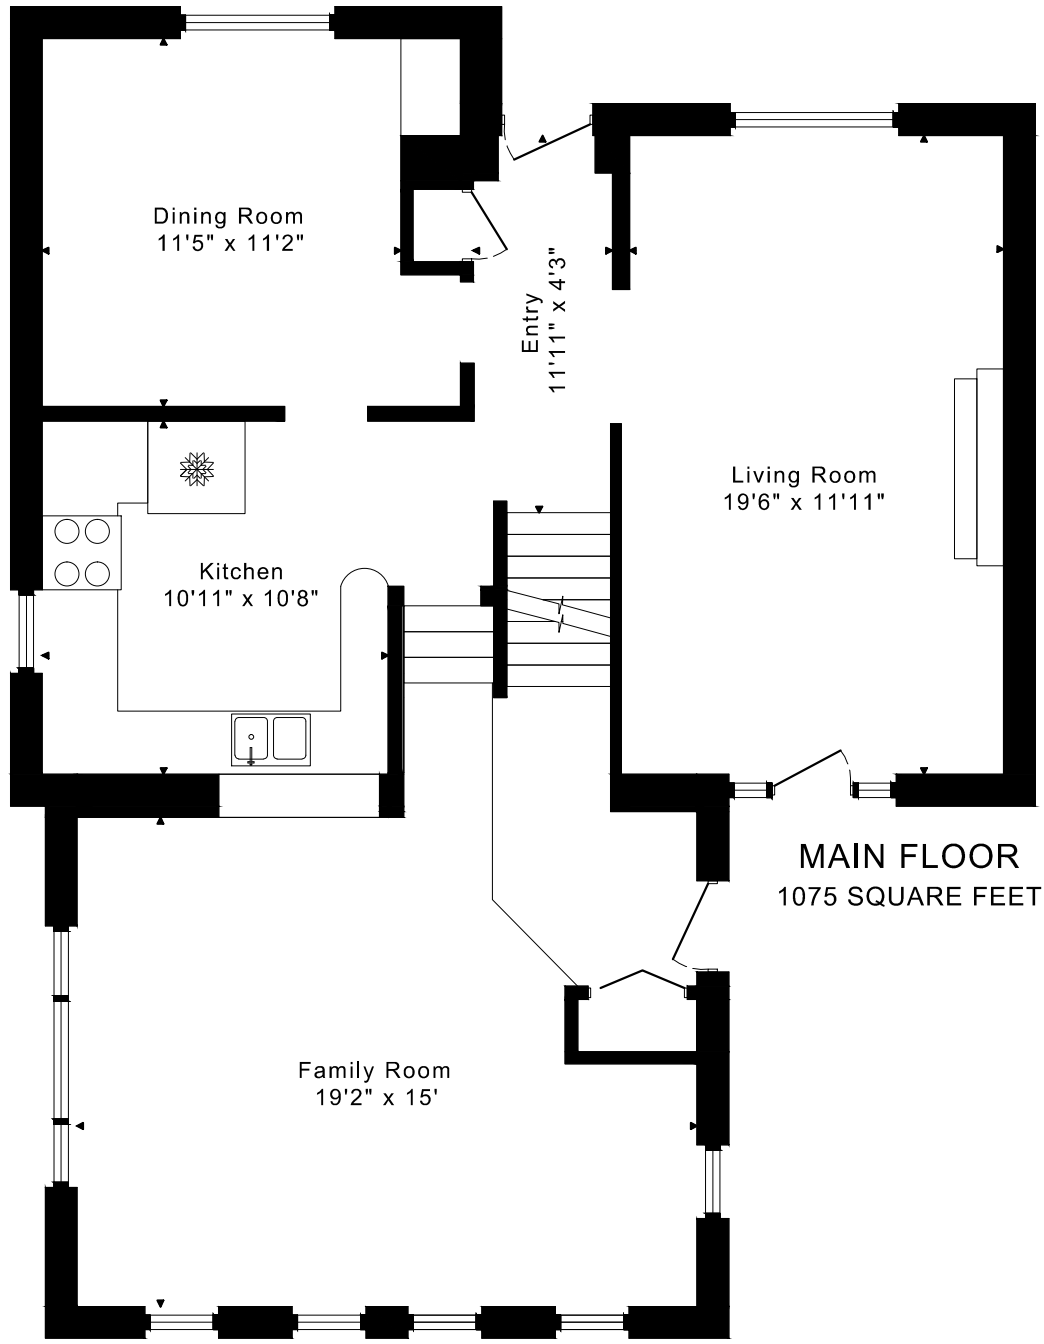 Dining Room
11'5" x 11'2"
Entry
11'11" x 4'3"
Living Room
19'6" x 11'11"
Kitchen
10'11" x 10'8"
MAIN FLOOR
1075 SQUARE FEET
Family Room
19'2" x 15'